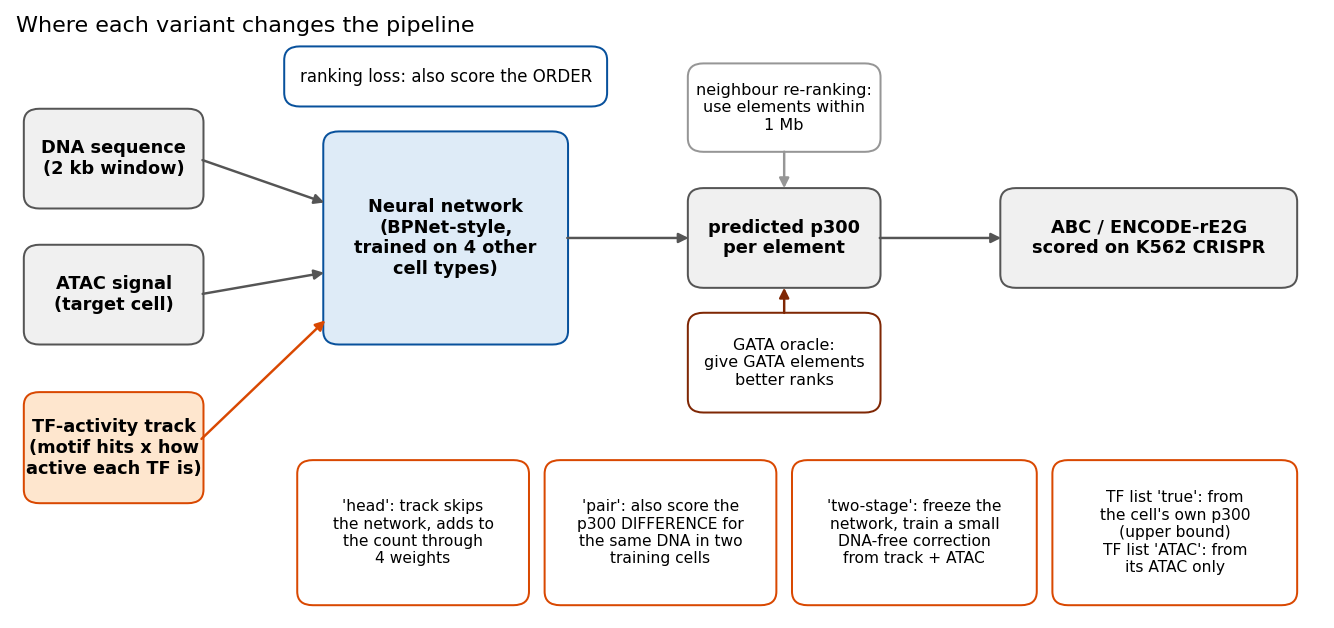 Where each variant changes the pipeline
ranking loss: also score the ORDER
neighbour re-ranking:
use elements within
1 Mb
DNA sequence
(2 kb window)
Neural network
(BPNet-style,
trained on 4 other
cell types)
predicted p300
per element
ABC / ENCODE-rE2G
scored on K562 CRISPR
ATAC signal
(target cell)
GATA oracle:
give GATA elements
better ranks
TF-activity track
(motif hits x how
active each TF is)
'head': track skips
the network, adds to
the count through
4 weights
'pair': also score the
p300 DIFFERENCE for
the same DNA in two
training cells
'two-stage': freeze the
network, train a small
DNA-free correction
from track + ATAC
TF list 'true': from
the cell's own p300
(upper bound)
TF list 'ATAC': from
its ATAC only